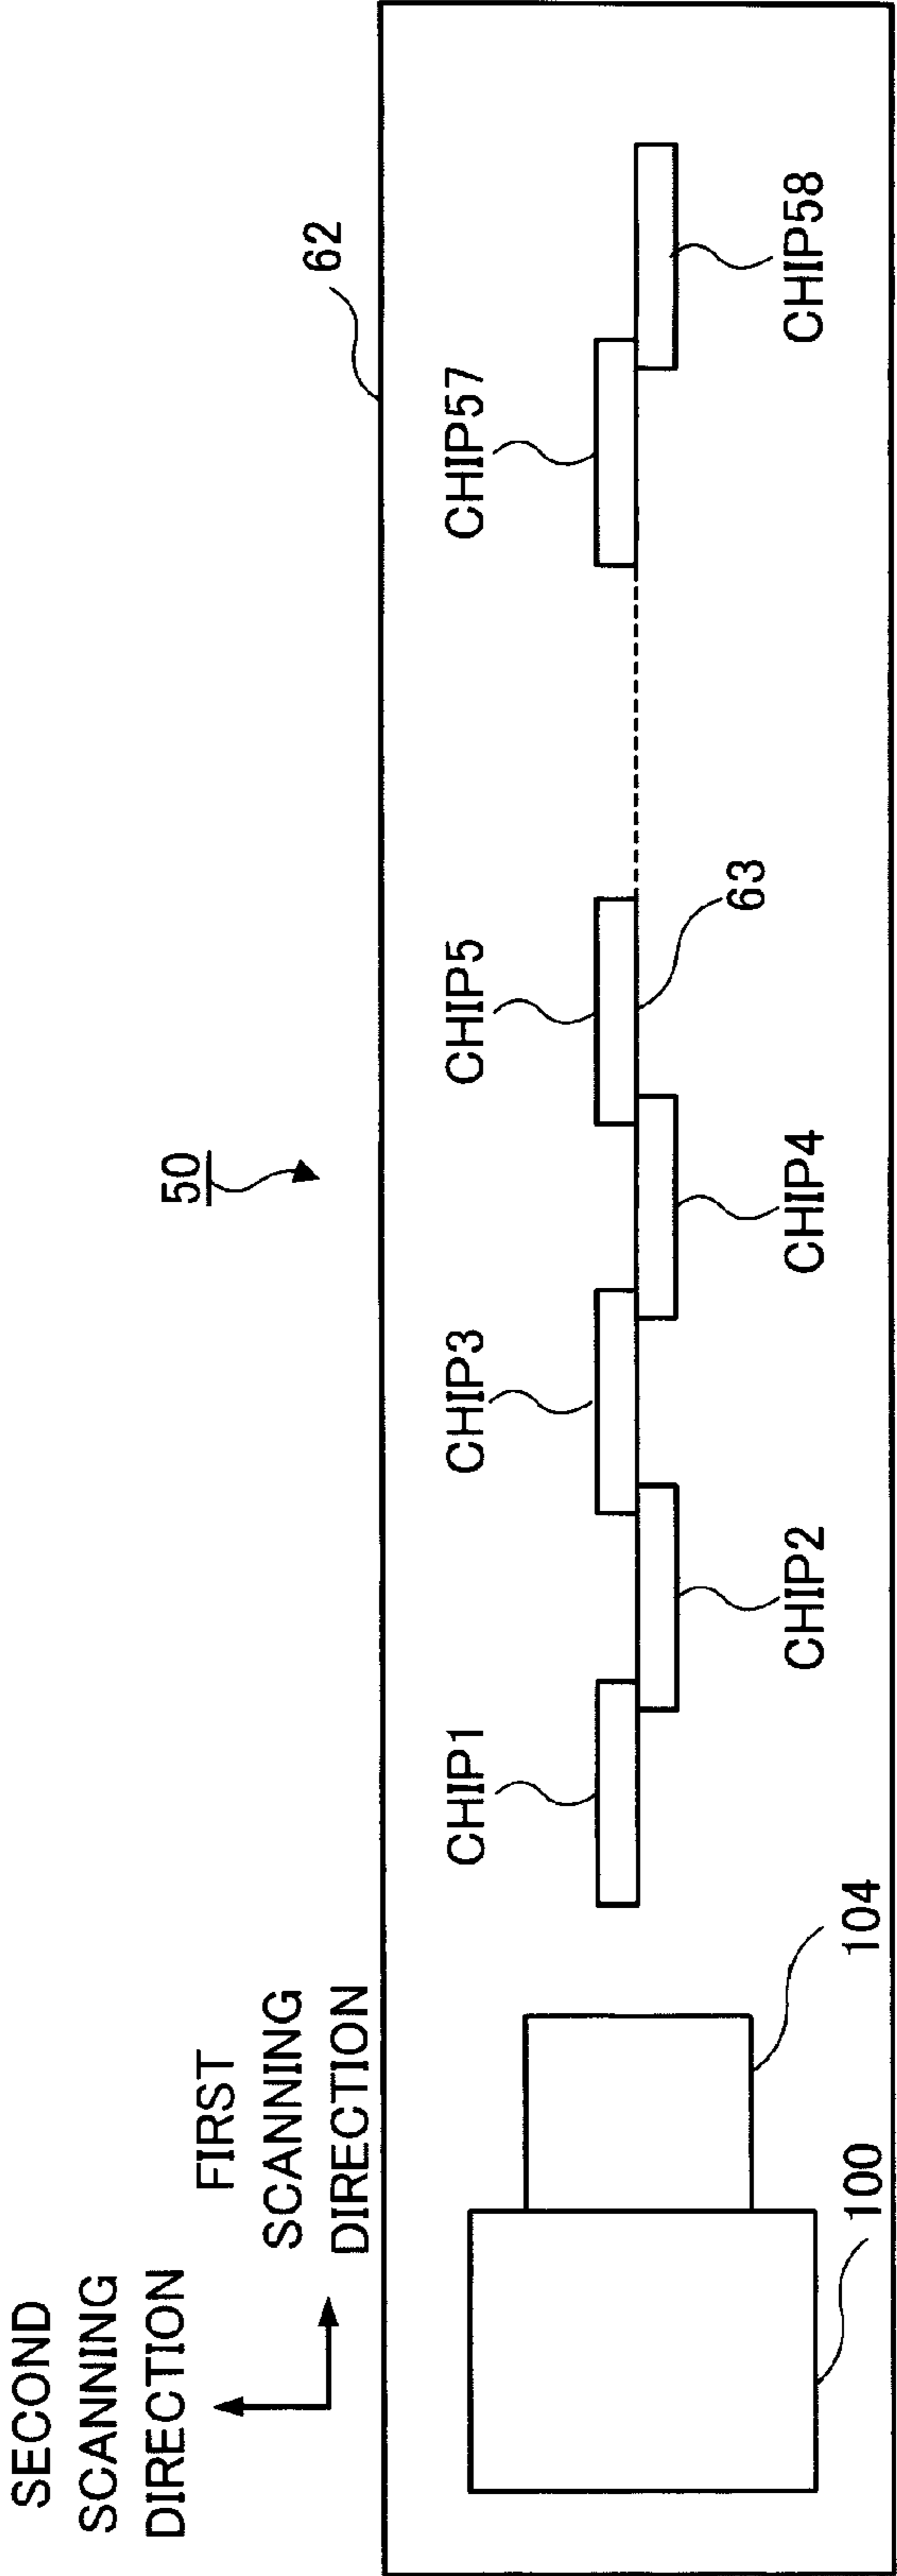 SECOND
SCANNING
DIRECTION
FIRST
SCANNING
DIRECTION
50
62
CHIP1
CHIP3
CHIP5
CHIP57
63
100
104
CHIP2
CHIP4
CHIP58